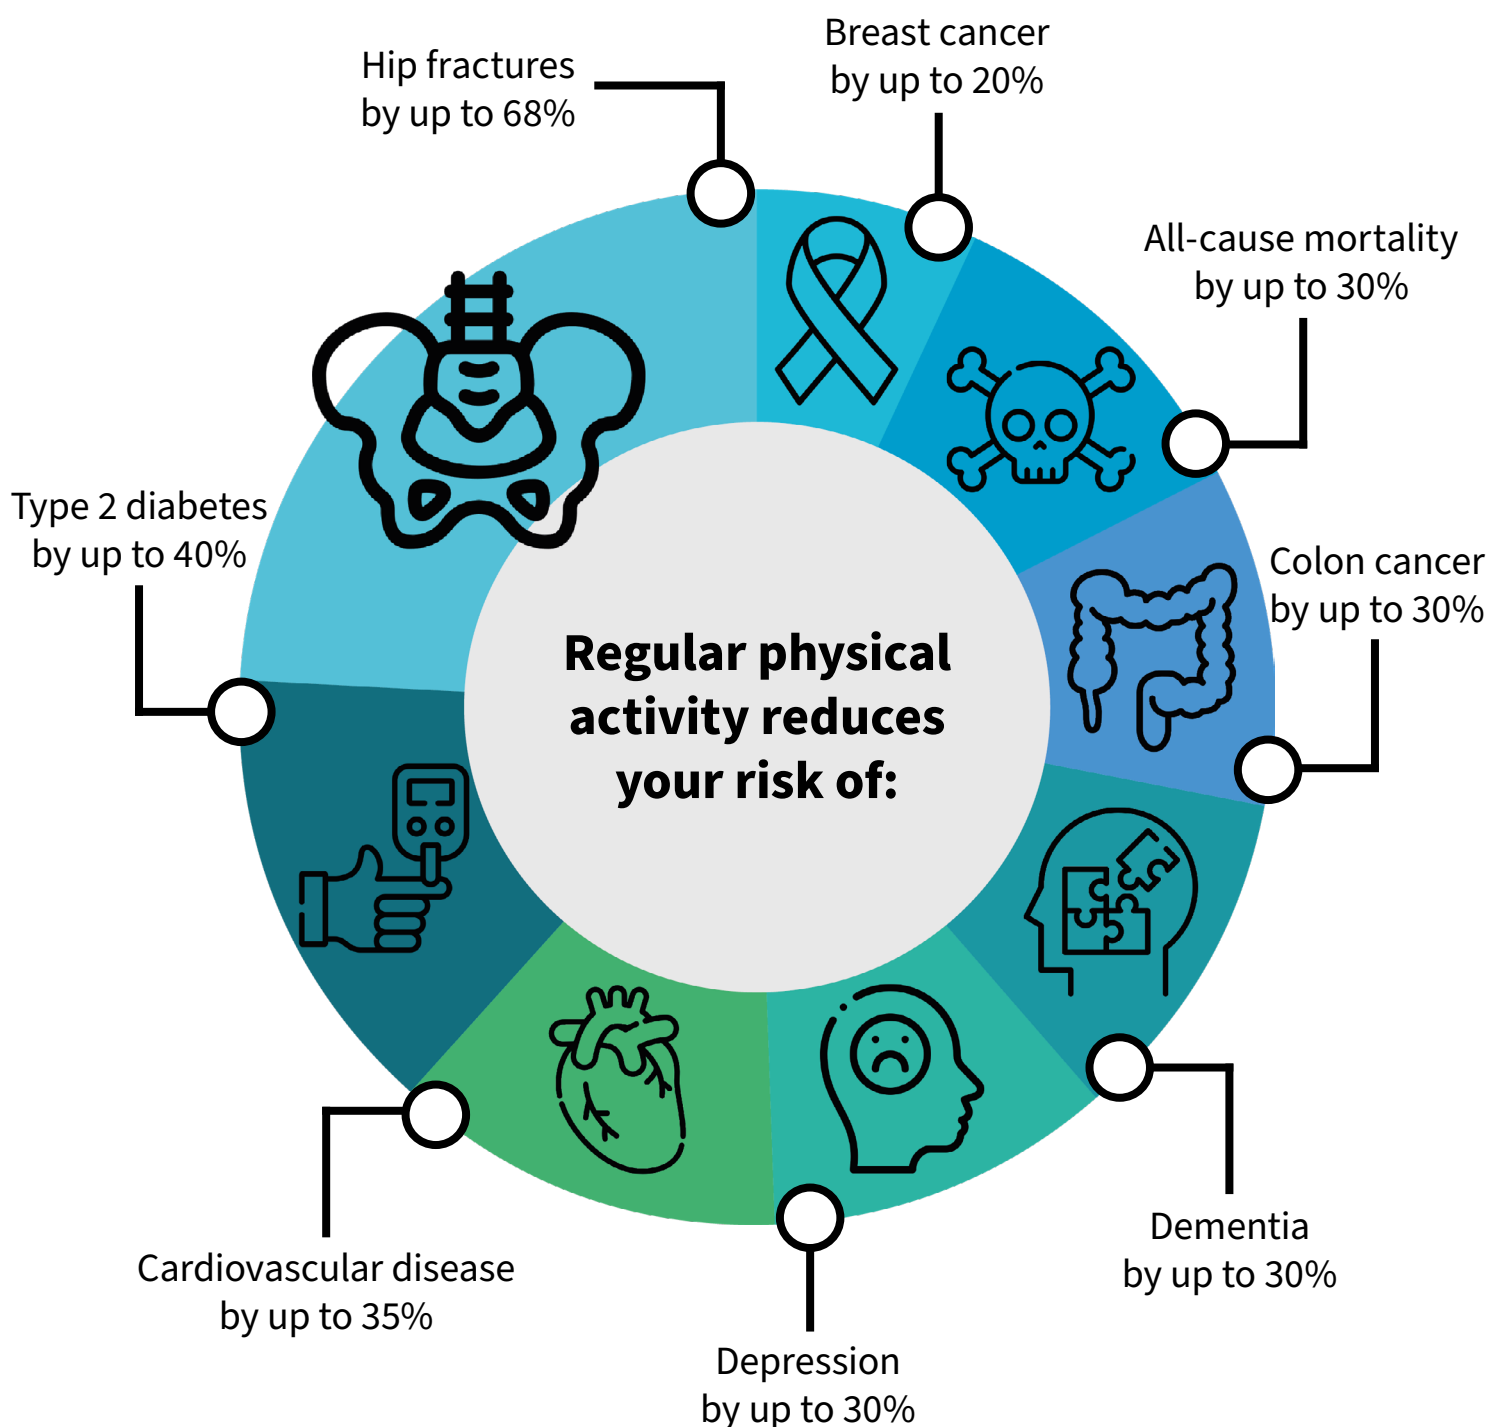 Regular physical
activity reduces
your risk of:
Breast cancer
by up to 20%
All-cause mortality
by up to 30%
Colon cancer
by up to 30%
Dementia
by up to 30%
Depression
by up to 30%
Cardiovascular disease
by up to 35%
Type 2 diabetes
by up to 40%
Hip fractures
by up to 68%